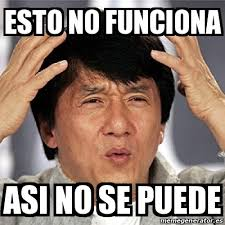 ESTO NO FUNCIONA
ASI NO SE PUEDE
memegenerator.es